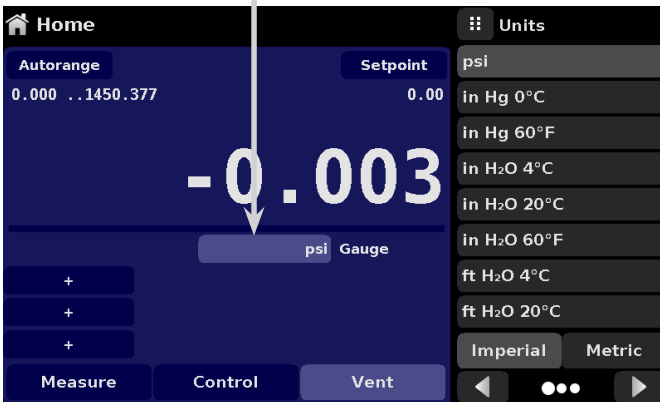 Home
Units
Autorange
Setpoint
0.000 ..1450.377
0.00
-0.003
psi Gauge
+
+
+
Measure
Control
Vent
psi
in Hg 0°C
in Hg 60°F
in H₂O 4°C
in H₂O 20°C
in H₂O 60°F
ft H₂O 4°C
ft H₂O 20°C
Imperial
Metric